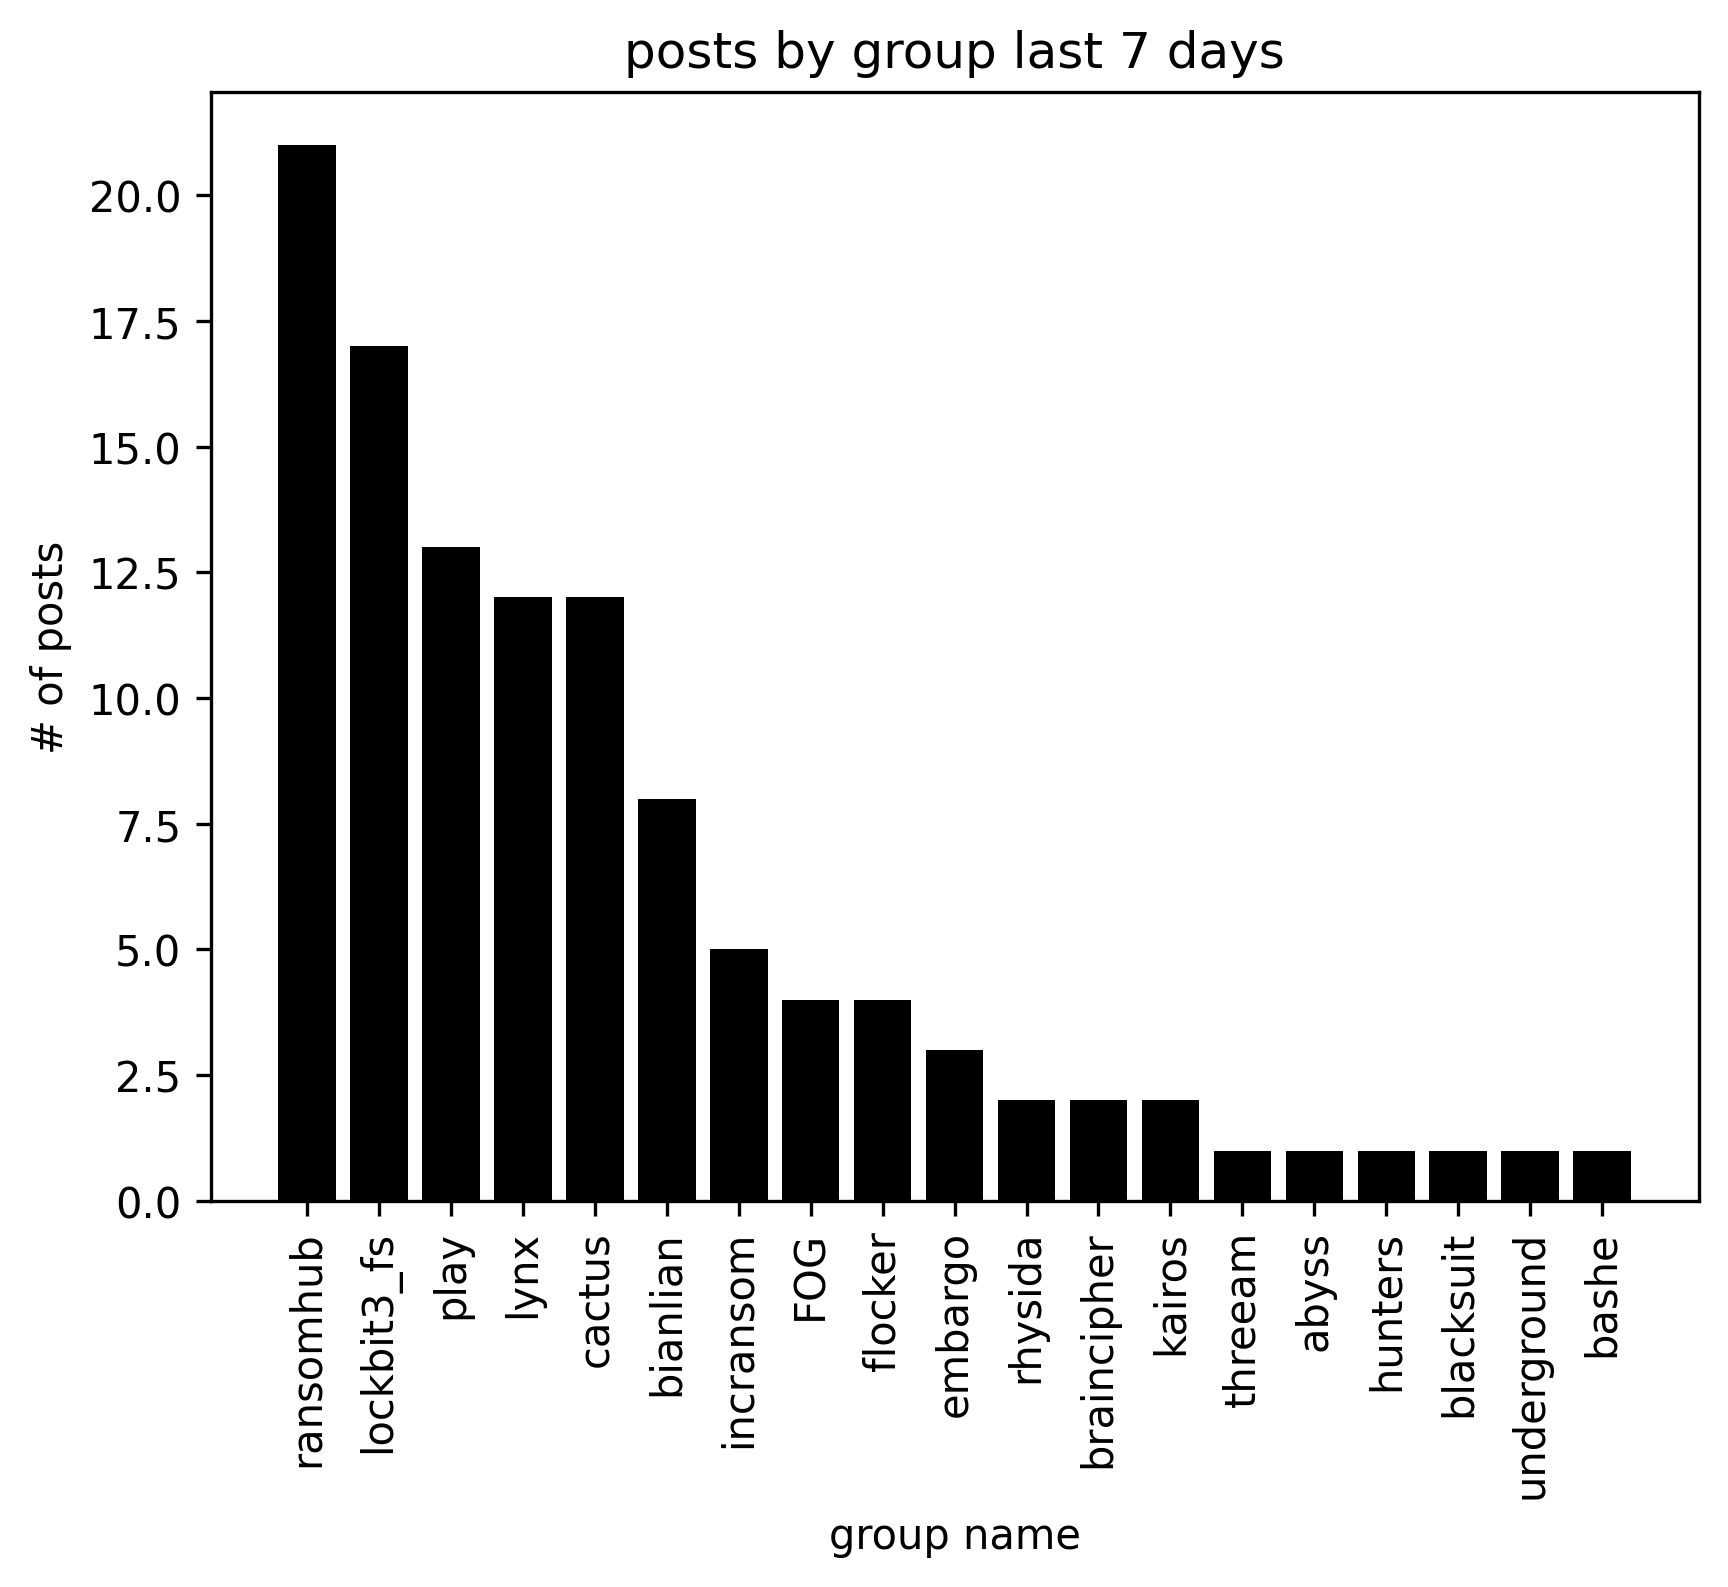 posts by group last 7 days
# of posts
20.0
17.5
15.0
12.5
10.0
7.5
5.0
2.5
0.0
ransomhub
lockbit3_fs
play
lynx
cactus
bianlian
incransom
FOG
flocker
embargo
rhysida
braincipher
kairos
threeam
abyss
hunters
blacksuit
underground
bashe
group name